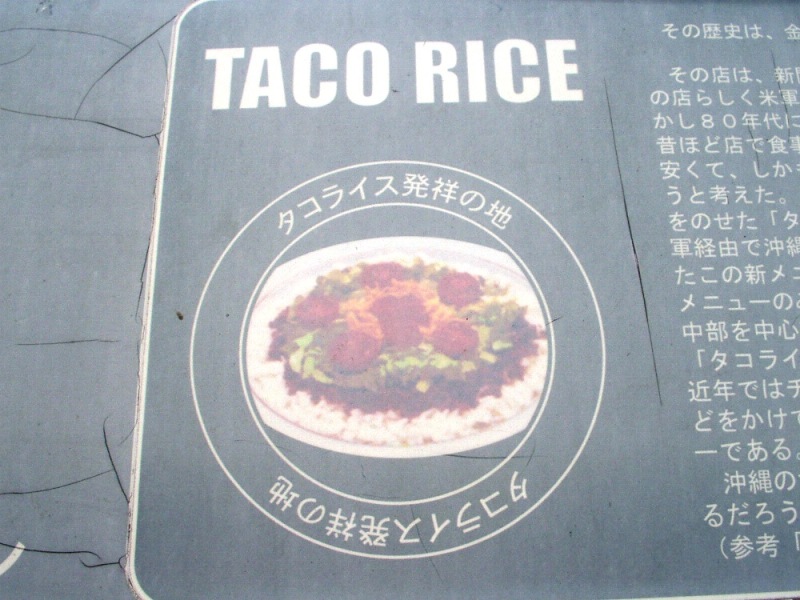 TACO RICE
タコライス発祥の地
タコライス発祥の地
その歴史は、金
その店は、新
の店らしく米軍
かし８０年代に
昔ほど店で食事
安くて、しかも
うと考えた。
をのせた「タ
軍経由で沖縄
たこの新メニ
メニューの
中部を中心
「タコライ
近年ではチ
どをかけて
ーである。
沖縄の
るだろう
（参考「